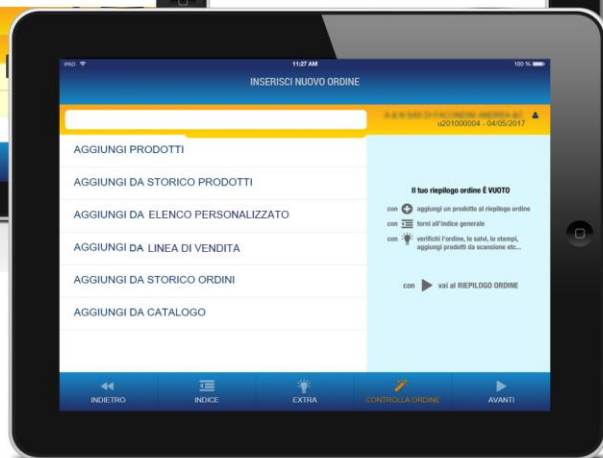 IPAD
11:27 AM
100 %
INSERISCI NUOVO ORDINE
u201000004 - 04/05/2017
AGGIUNGI PRODOTTI
AGGIUNGI DA STORICO PRODOTTI
AGGIUNGI DA ELENCO PERSONALIZZATO
AGGIUNGI DA LINEA DI VENDITA
AGGIUNGI DA STORICO ORDINI
AGGIUNGI DA CATALOGO
Il tuo riepilogo ordine È VUOTO
con aggiungi un prodotto al riepilogo ordine
con torni all'indice generale
con verifichi l'ordine, lo salvi, lo stampi,
aggiungi prodotti da scansione etc...
con vai al RIEPILOGO ORDINE
INDIETRO
INDICE
EXTRA
CONTROLLA ORDINE
AVANTI